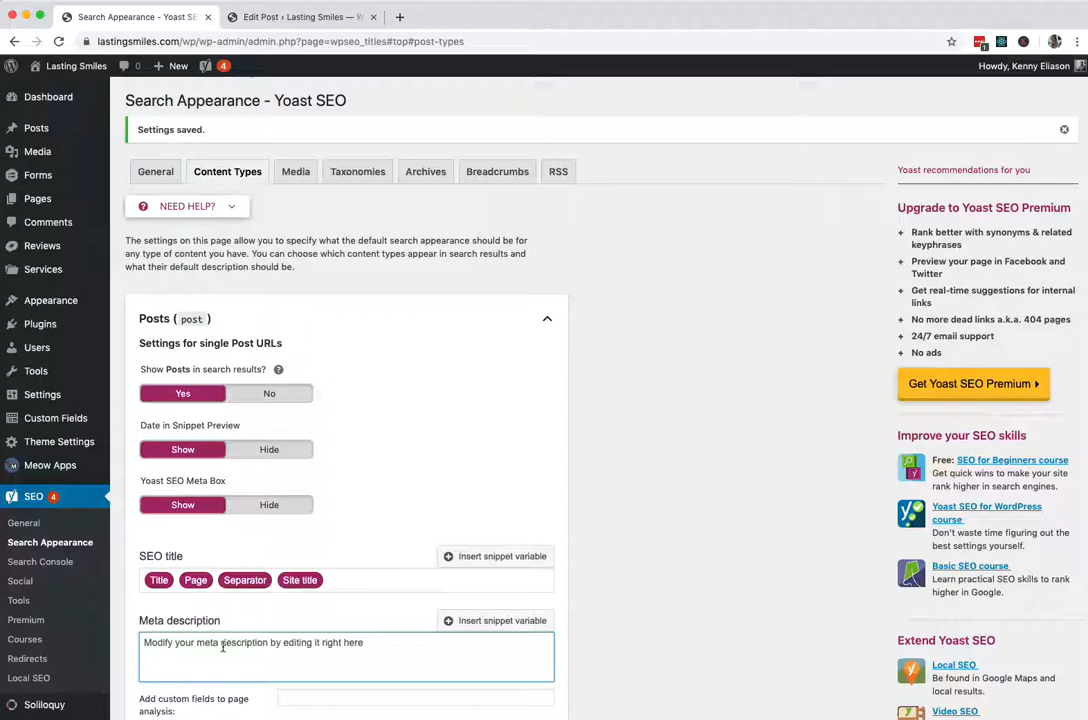 Search Appearance - Yoast SE
Edit Post ‹ Lasting Smiles — W
lastingsmiles.com/wp/wp-admin/admin.php?page=wpseo_titles#top#post-types
1
Lasting Smiles
0
New
4
Howdy, Kenny Eliason
Dashboard
Posts
Media
Forms
Pages
Comments
Reviews
Services
Appearance
Plugins
Users
Tools
Settings
Custom Fields
Theme Settings
Meow Apps
SEO 4
General
Search Appearance
Search Console
Social
Tools
Premium
Courses
Redirects
Local SEO
Soliloquy
Search Appearance - Yoast SEO
Settings saved.
General
Content Types
Media
Taxonomies
Archives
Breadcrumbs
RSS
? NEED HELP?
The settings on this page allow you to specify what the default search appearance should be for
any type of content you have. You can choose which content types appear in search results and
what their default description should be.
Posts ( post )
Settings for single Post URLs
Show Posts in search results? ?
Yes No
Date in Snippet Preview
Show Hide
Yoast SEO Meta Box
Show Hide
SEO title
Insert snippet variable
Title Page Separator Site title
Meta description
Insert snippet variable
Modify your meta description by editing it right here
Add custom fields to page
analysis:
Yoast recommendations for you
Upgrade to Yoast SEO Premium
+ Rank better with synonyms & related
keyphrases
+ Preview your page in Facebook and
Twitter
+ Get real-time suggestions for internal
links
+ No more dead links a.k.a. 404 pages
+ 24/7 email support
+ No ads
Get Yoast SEO Premium
Improve your SEO skills
Free: SEO for Beginners course
Get quick wins to make your site
rank higher in search engines.
Yoast SEO for WordPress
course
Don't waste time figuring out the
best settings yourself.
Basic SEO course
Learn practical SEO skills to rank
higher in Google.
Extend Yoast SEO
Local SEO
Be found in Google Maps and
local results.
Video SEO